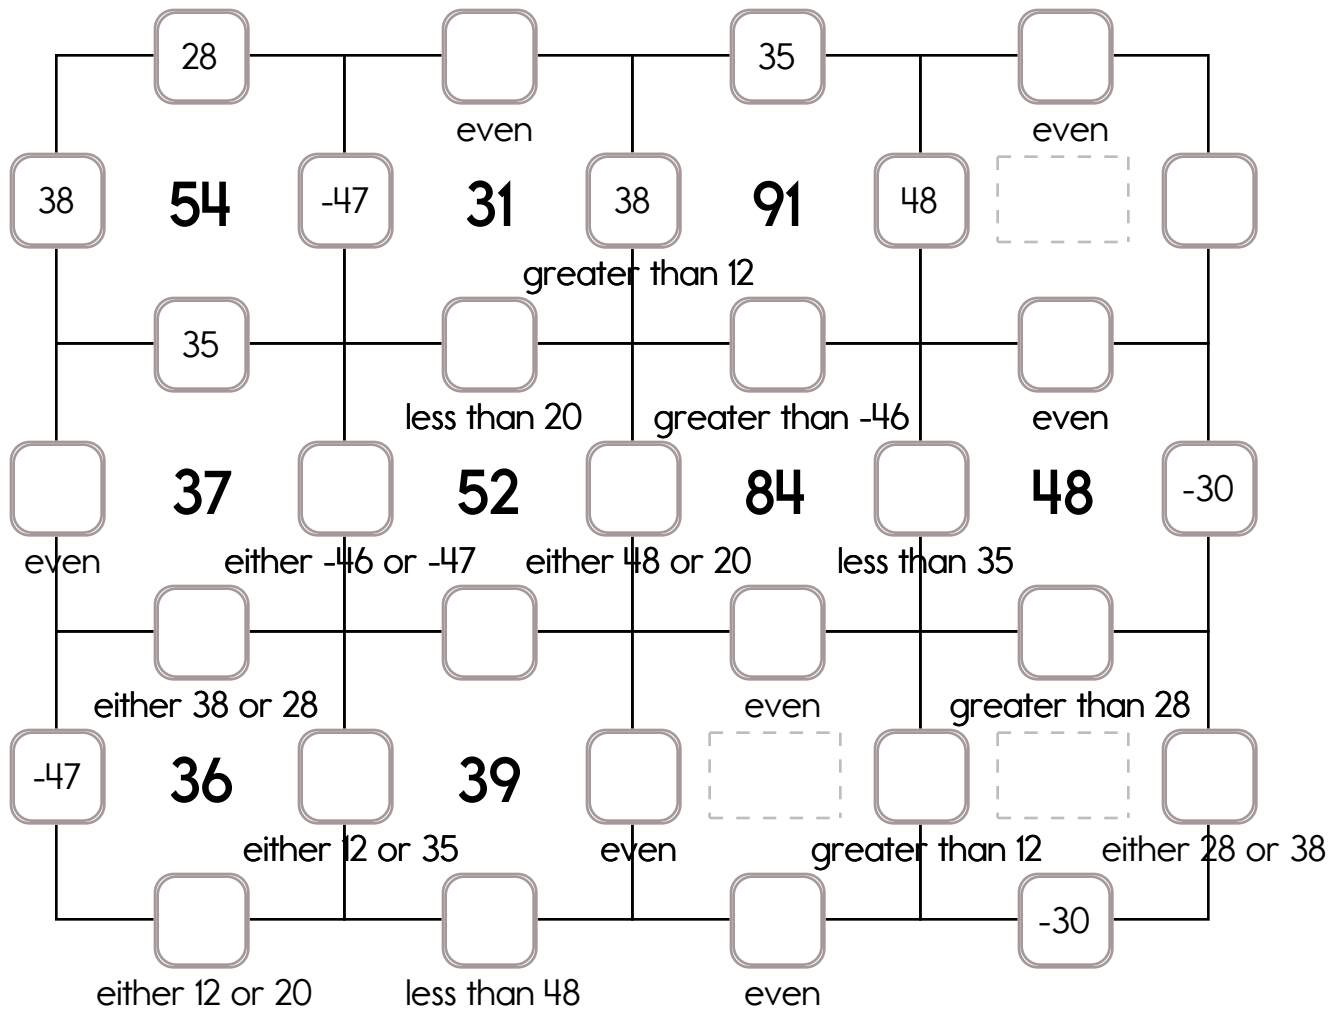 28 35
even even
38 54 -47 31 38 91 48
greater than 12
35
less than 20 greater than -46 even
37 52 84 48 -30
even either -46 or -47 either 48 or 20 less than 35
either 38 or 28 even greater than 28
-47 36 39
either 12 or 35 even greater than 12 either 28 or 38
-30
either 12 or 20 less than 48 even